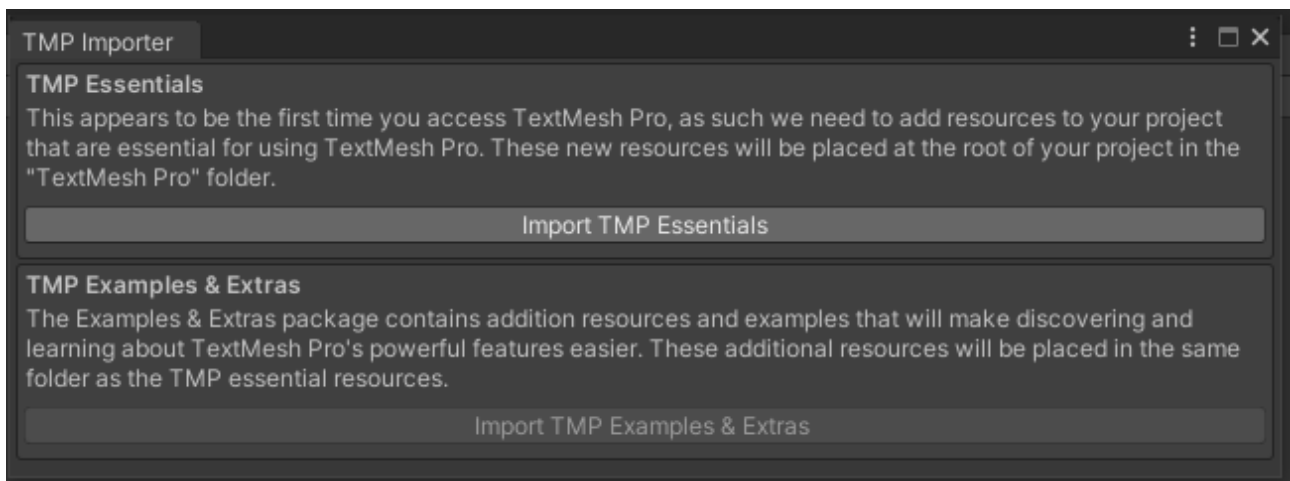 TMP Importer
TMP Essentials
This appears to be the first time you access TextMesh Pro, as such we need to add resources to your project
that are essential for using TextMesh Pro. These new resources will be placed at the root of your project in the
"TextMesh Pro" folder.
Import TMP Essentials
TMP Examples & Extras
The Examples & Extras package contains addition resources and examples that will make discovering and
learning about TextMesh Pro's powerful features easier. These additional resources will be placed in the same
folder as the TMP essential resources.
Import TMP Examples & Extras